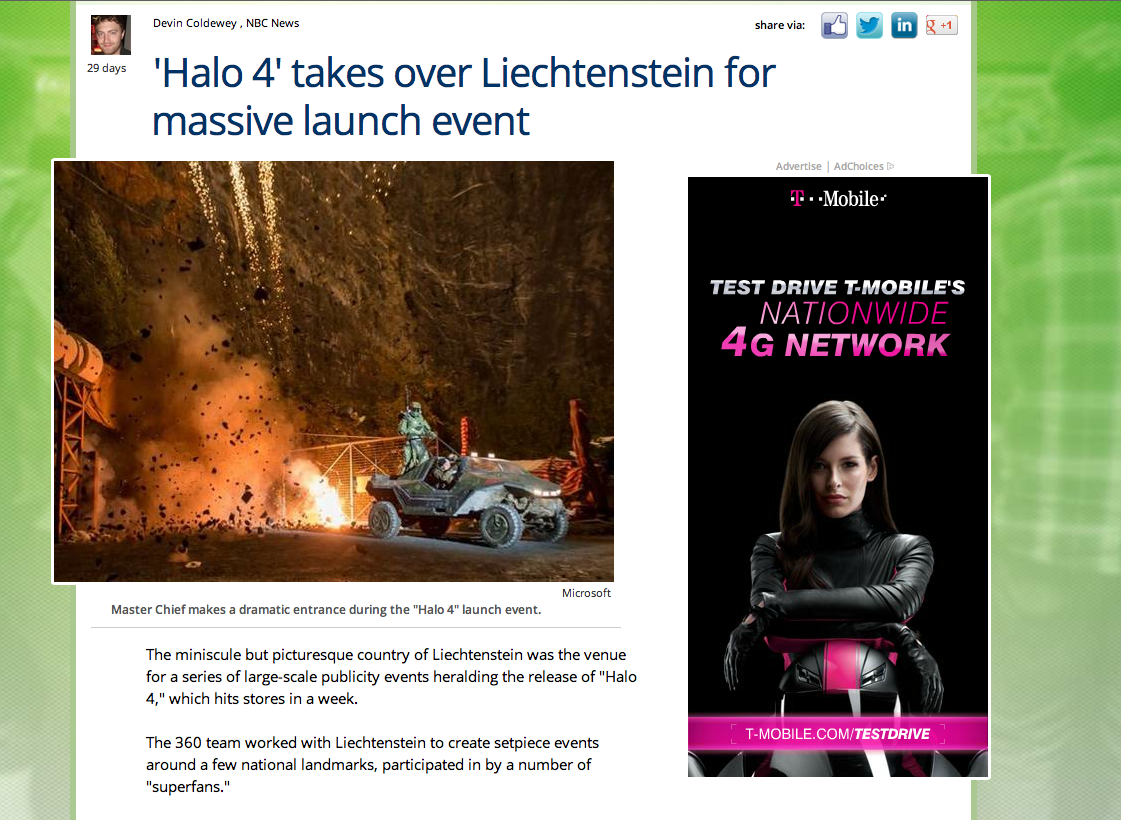 Devin Coldewey , NBC News
share via:
+1
29 days
'Halo 4' takes over Liechtenstein for
massive launch event
Advertise | AdChoices
T··Mobile·
TEST DRIVE T-MOBILE'S
NATIONWIDE
4G NETWORK
T-MOBILE.COM/TESTDRIVE
Microsoft
Master Chief makes a dramatic entrance during the "Halo 4" launch event.
The miniscule but picturesque country of Liechtenstein was the venue
for a series of large-scale publicity events heralding the release of "Halo
4," which hits stores in a week.
The 360 team worked with Liechtenstein to create setpiece events
around a few national landmarks, participated in by a number of
"superfans."